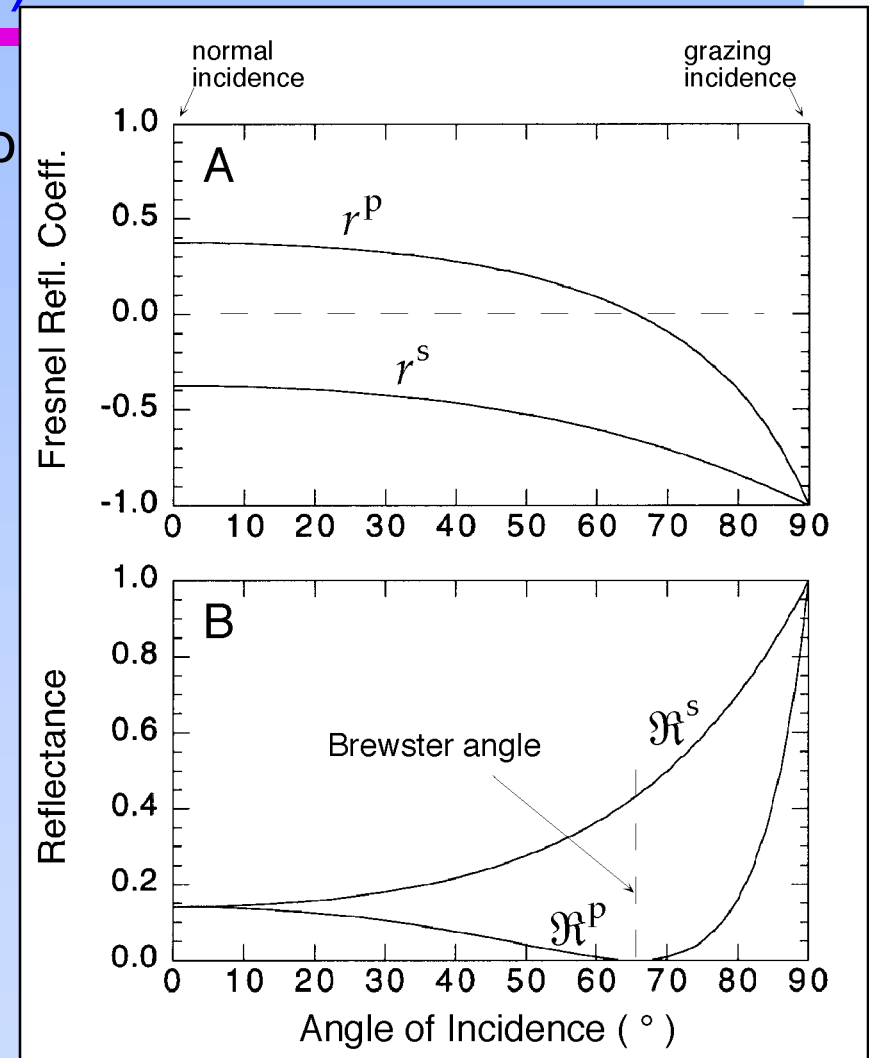 normal
incidence
grazing
incidence
A
Fresnel Refl. Coeff.
1.0
0.5
0.0
-0.5
-1.0
r^p
r^s
0 10 20 30 40 50 60 70 80 90
B
Reflectance
1.0
0.8
0.6
0.4
0.2
0.0
ℜ^s
Brewster angle
ℜ^p
0 10 20 30 40 50 60 70 80 90
Angle of Incidence ( ° )